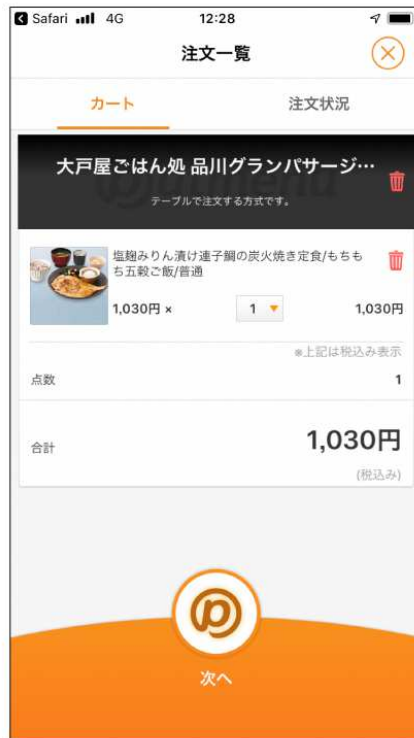 Safari 4G 12:28
注文一覧
カート 注文状況
大戸屋ごはん処 品川グランパサージ…
テーブルで注文する方式です。
塩麹みりん漬け連子鯛の炭火焼き定食/もちも
ち五穀ご飯/普通
1,030円 × 1 1,030円
※上記は税込み表示
点数 1
合計 1,030円
(税込み)
p
次へ